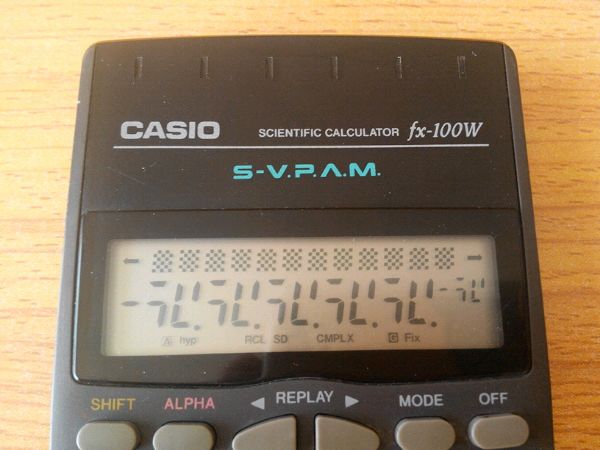 CASIO SCIENTIFIC CALCULATOR fx-100W
S-V.P.A.M.
A hyp RCL SD CMPLX G Fix
SHIFT ALPHA ◀ REPLAY ▶ MODE OFF